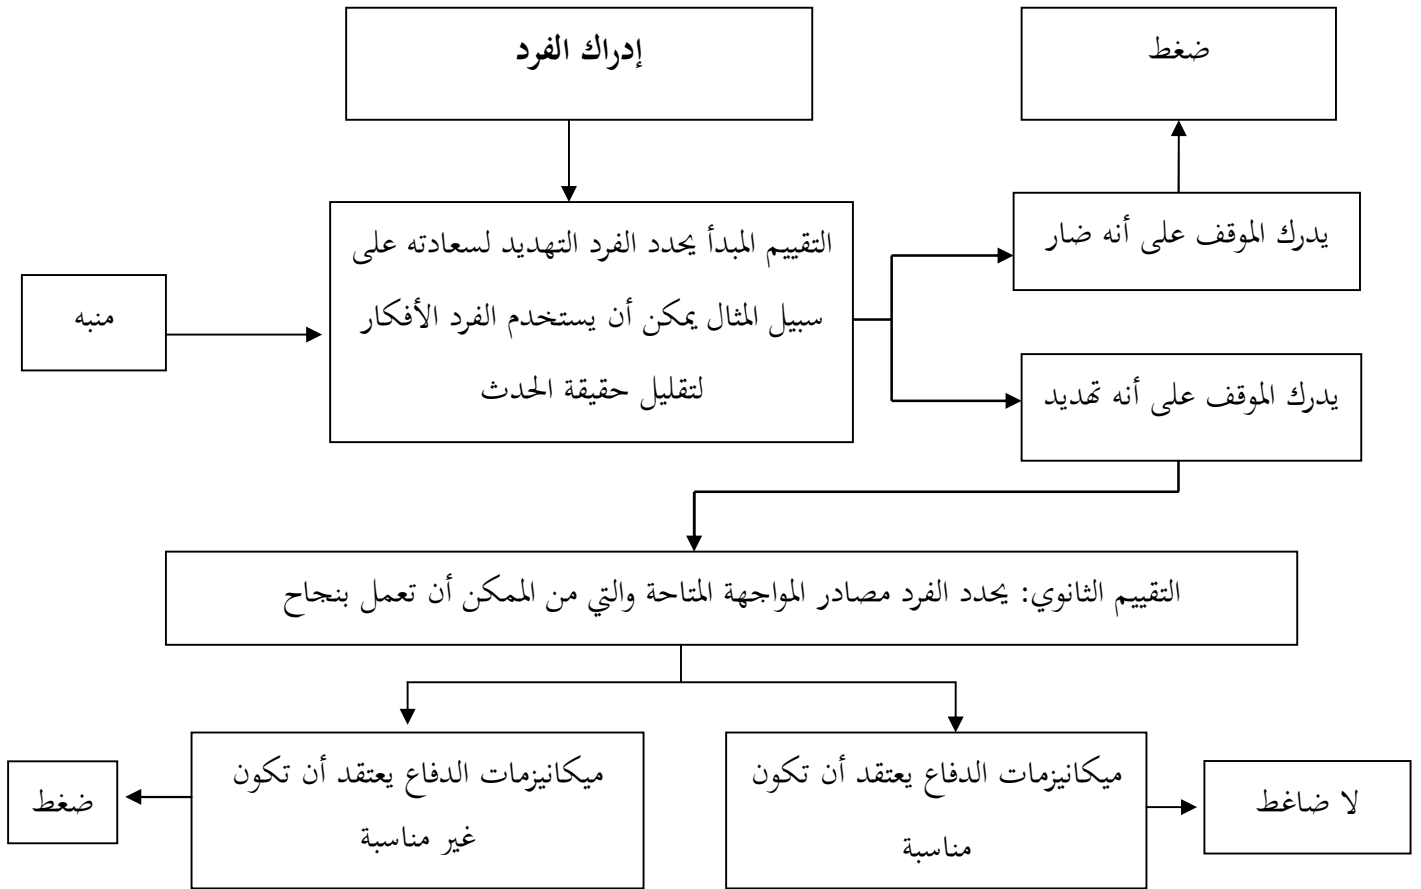 إدراك الفرد
ضغط
يدرك الموقف على أنه ضار
التقييم المبدأ يحدد الفرد التهديد لسعادته على
سبيل المثال يمكن أن يستخدم الفرد الأفكار
لتقليل حقيقة الحدث
منبه
يدرك الموقف على أنه تهديد
التقييم الثانوي: يحدد الفرد مصادر المواجهة المتاحة والتي من الممكن أن تعمل بنجاح
ميكانيزمات الدفاع يعتقد أن تكون
مناسبة
لا ضاغط
ميكانيزمات الدفاع يعتقد أن تكون
غير مناسبة
ضغط